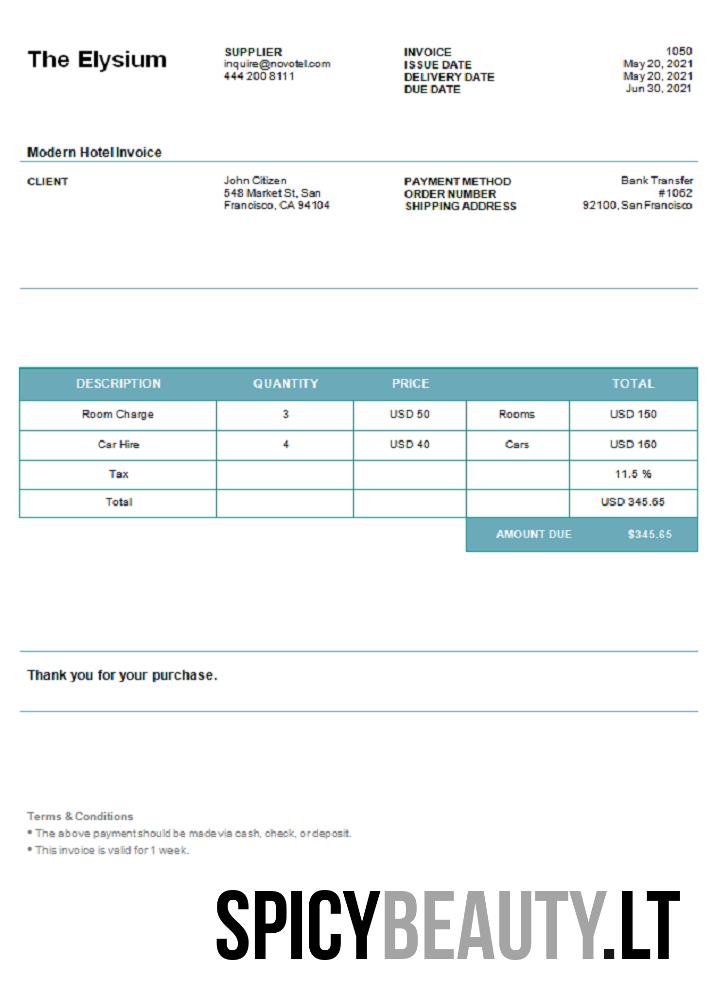 The Elysium
SUPPLIER
inquire@novotel.com
444 200 8111
INVOICE 1050
ISSUE DATE May 20, 2021
DELIVERY DATE May 20, 2021
DUE DATE Jun 30, 2021
Modern Hotel Invoice
CLIENT
John Citizen
548 Market St, San
Francisco, CA 94104
PAYMENT METHOD Bank Transfer
ORDER NUMBER #1062
SHIPPING ADDRESS 92100, San Francisco
DESCRIPTION QUANTITY PRICE TOTAL
Room Charge 3 USD 50 Rooms USD 150
Car Hire 4 USD 40 Cars USD 160
Tax 11.5 %
Total USD 345.65
AMOUNT DUE $345.65
Thank you for your purchase.
Terms & Conditions
• The above payment should be made via cash, check, or deposit.
• This invoice is valid for 1 week.
SPICYBEAUTY.LT